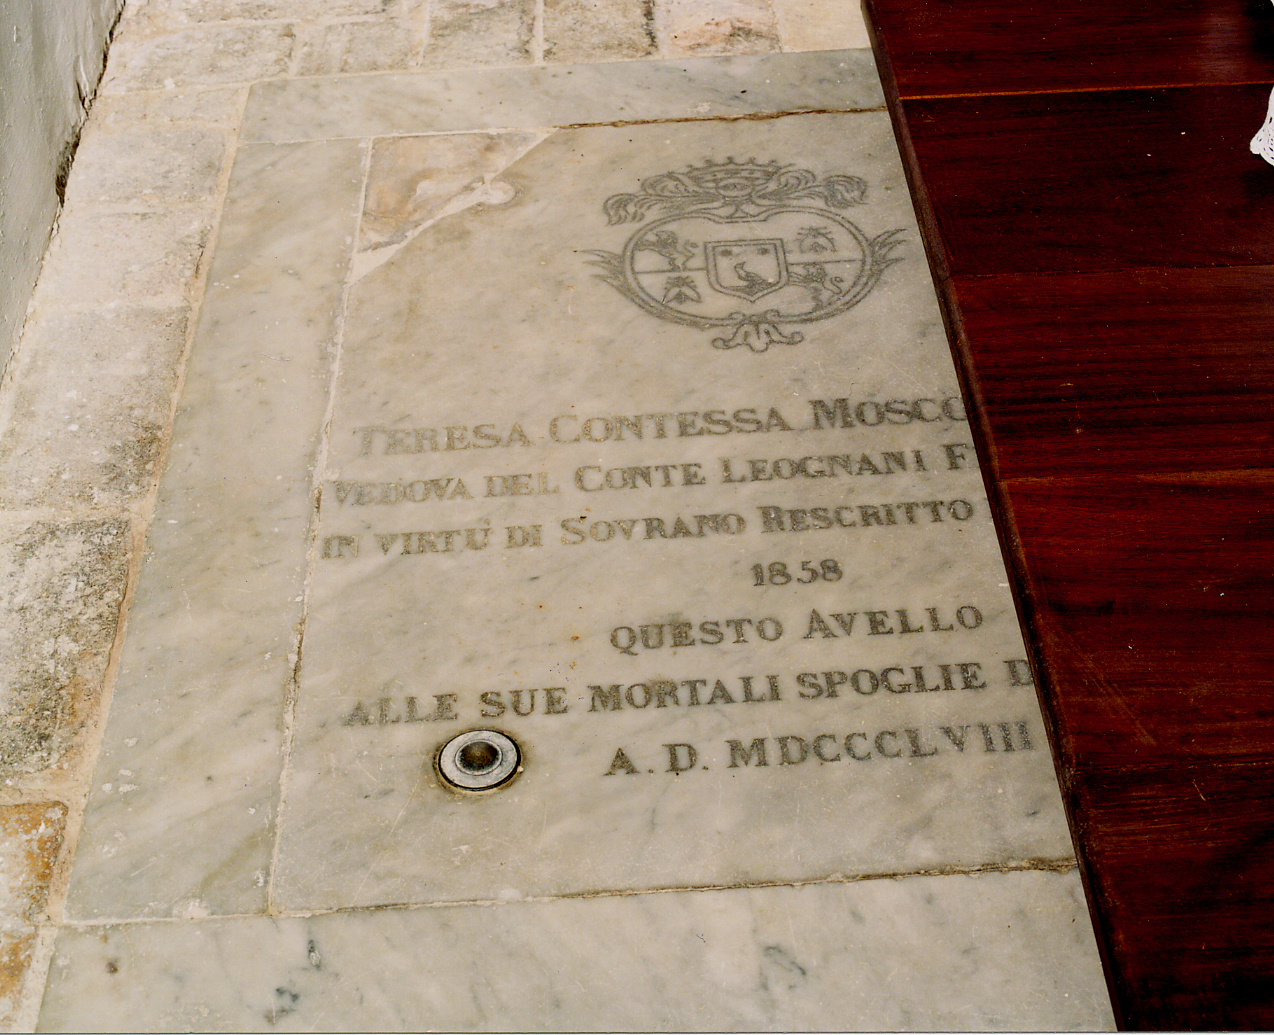 TERESA CONTESSA MOSCO
VEDOVA DEL CONTE LEOGNANI F
IN VIRTÚ DI SOVRANO RESCRITTO
1858
QUESTO AVELLO
ALLE SUE MORTALI SPOGLIE D
A.D. MDCCCLVIII